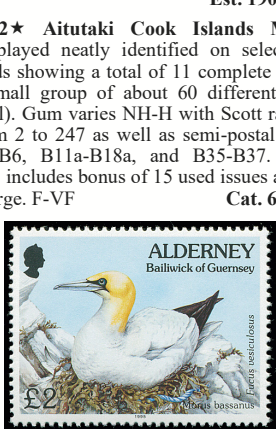 Est. 190
2★ Aitutaki Cook Islands M
played neatly identified on selec
ds showing a total of 11 complete
small group of about 60 different
l). Gum varies NH-H with Scott ra
m 2 to 247 as well as semi-postal
B6, B11a-B18a, and B35-B37.
includes bonus of 15 used issues a
rge. F-VF Cat. 6
ALDERNEY
Bailiwick of Guernsey
Fucus vesiculosus
£2
Morus bassanus